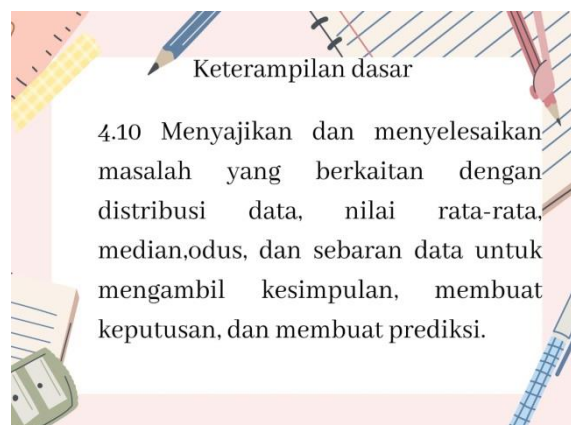 Keterampilan dasar
4.10 Menyajikan dan menyelesaikan
masalah yang berkaitan dengan
distribusi data, nilai rata-rata,
median,odus, dan sebaran data untuk
mengambil kesimpulan, membuat
keputusan, dan membuat prediksi.